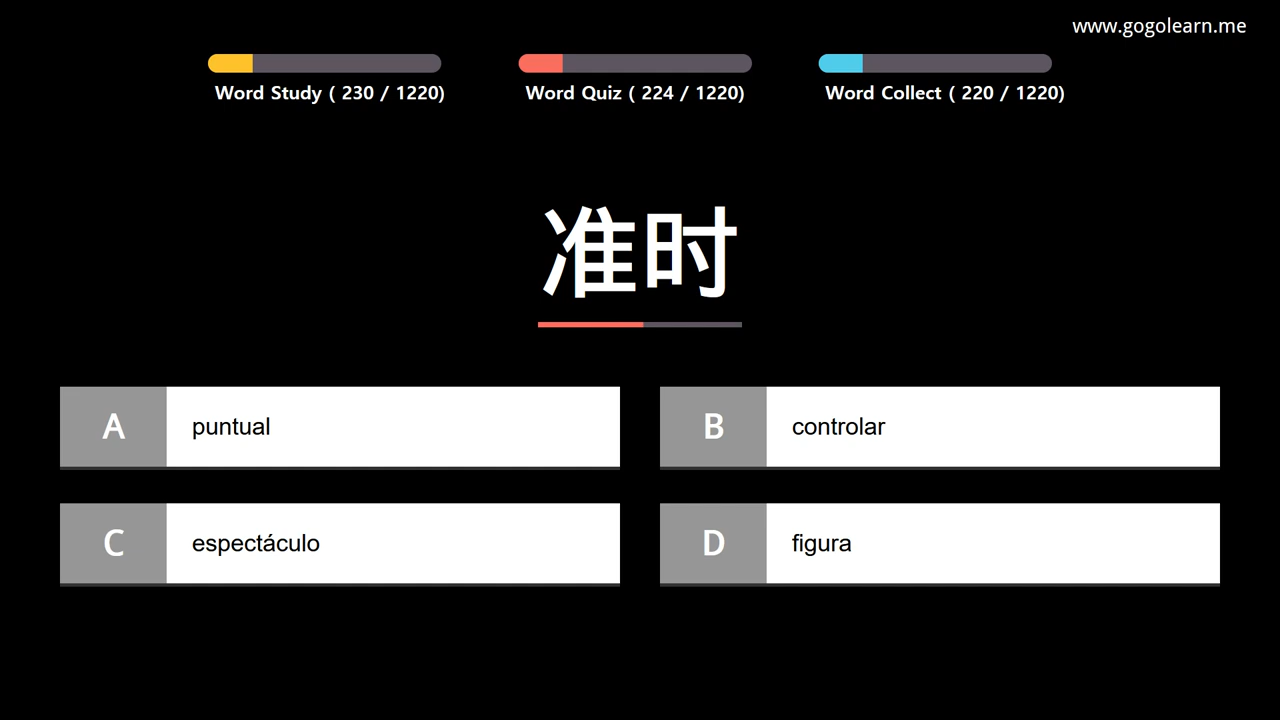 www.gogolearn.me
Word Study ( 230 / 1220)
Word Quiz ( 224 / 1220)
Word Collect ( 220 / 1220)
准时
A puntual
B controlar
C espectáculo
D figura